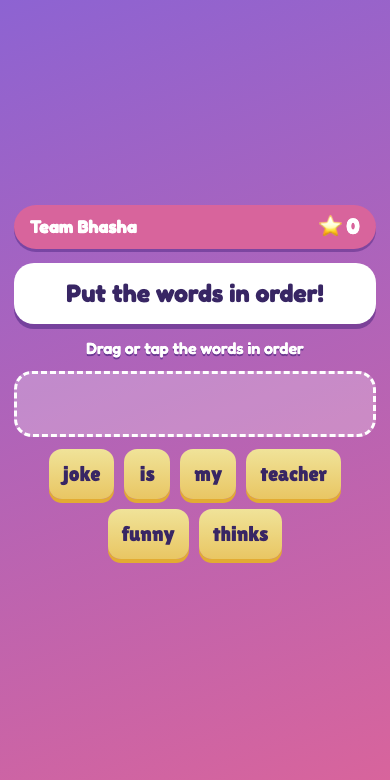 Team Bhasha ⭐ 0
Put the words in order!
Drag or tap the words in order
joke is my teacher
funny thinks